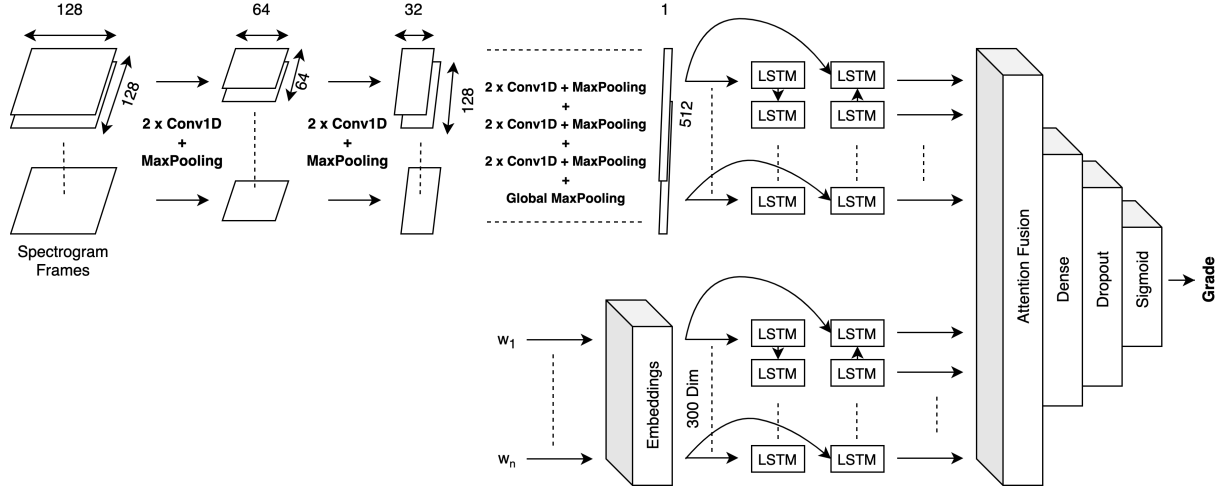 128
64
32
1
128
64
128
512
2 x Conv1D
+
MaxPooling
2 x Conv1D
+
MaxPooling
2 x Conv1D + MaxPooling
+
2 x Conv1D + MaxPooling
+
2 x Conv1D + MaxPooling
+
Global MaxPooling
LSTM
LSTM
LSTM
LSTM
LSTM
LSTM
Spectrogram
Frames
w1
wn
Embeddings
300 Dim
LSTM
LSTM
LSTM
LSTM
LSTM
LSTM
Attention Fusion
Dense
Dropout
Sigmoid
Grade